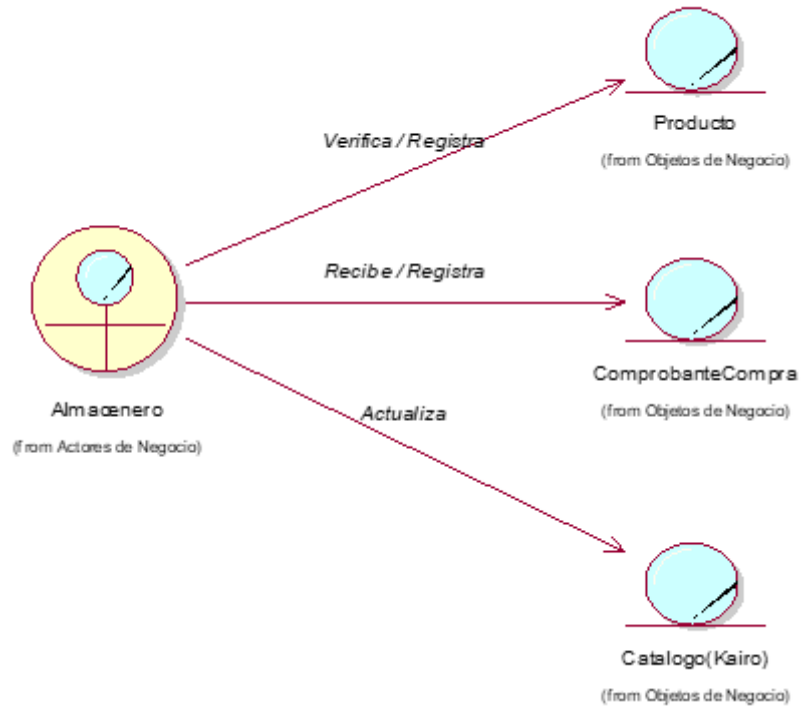 Producto
(from Objetos de Negocio)
Verifica / Registra
Recibe / Registra
ComprobanteCompra
(from Objetos de Negocio)
Almacenero
(from Actores de Negocio)
Actualiza
Catalogo(Kairo)
(from Objetos de Negocio)